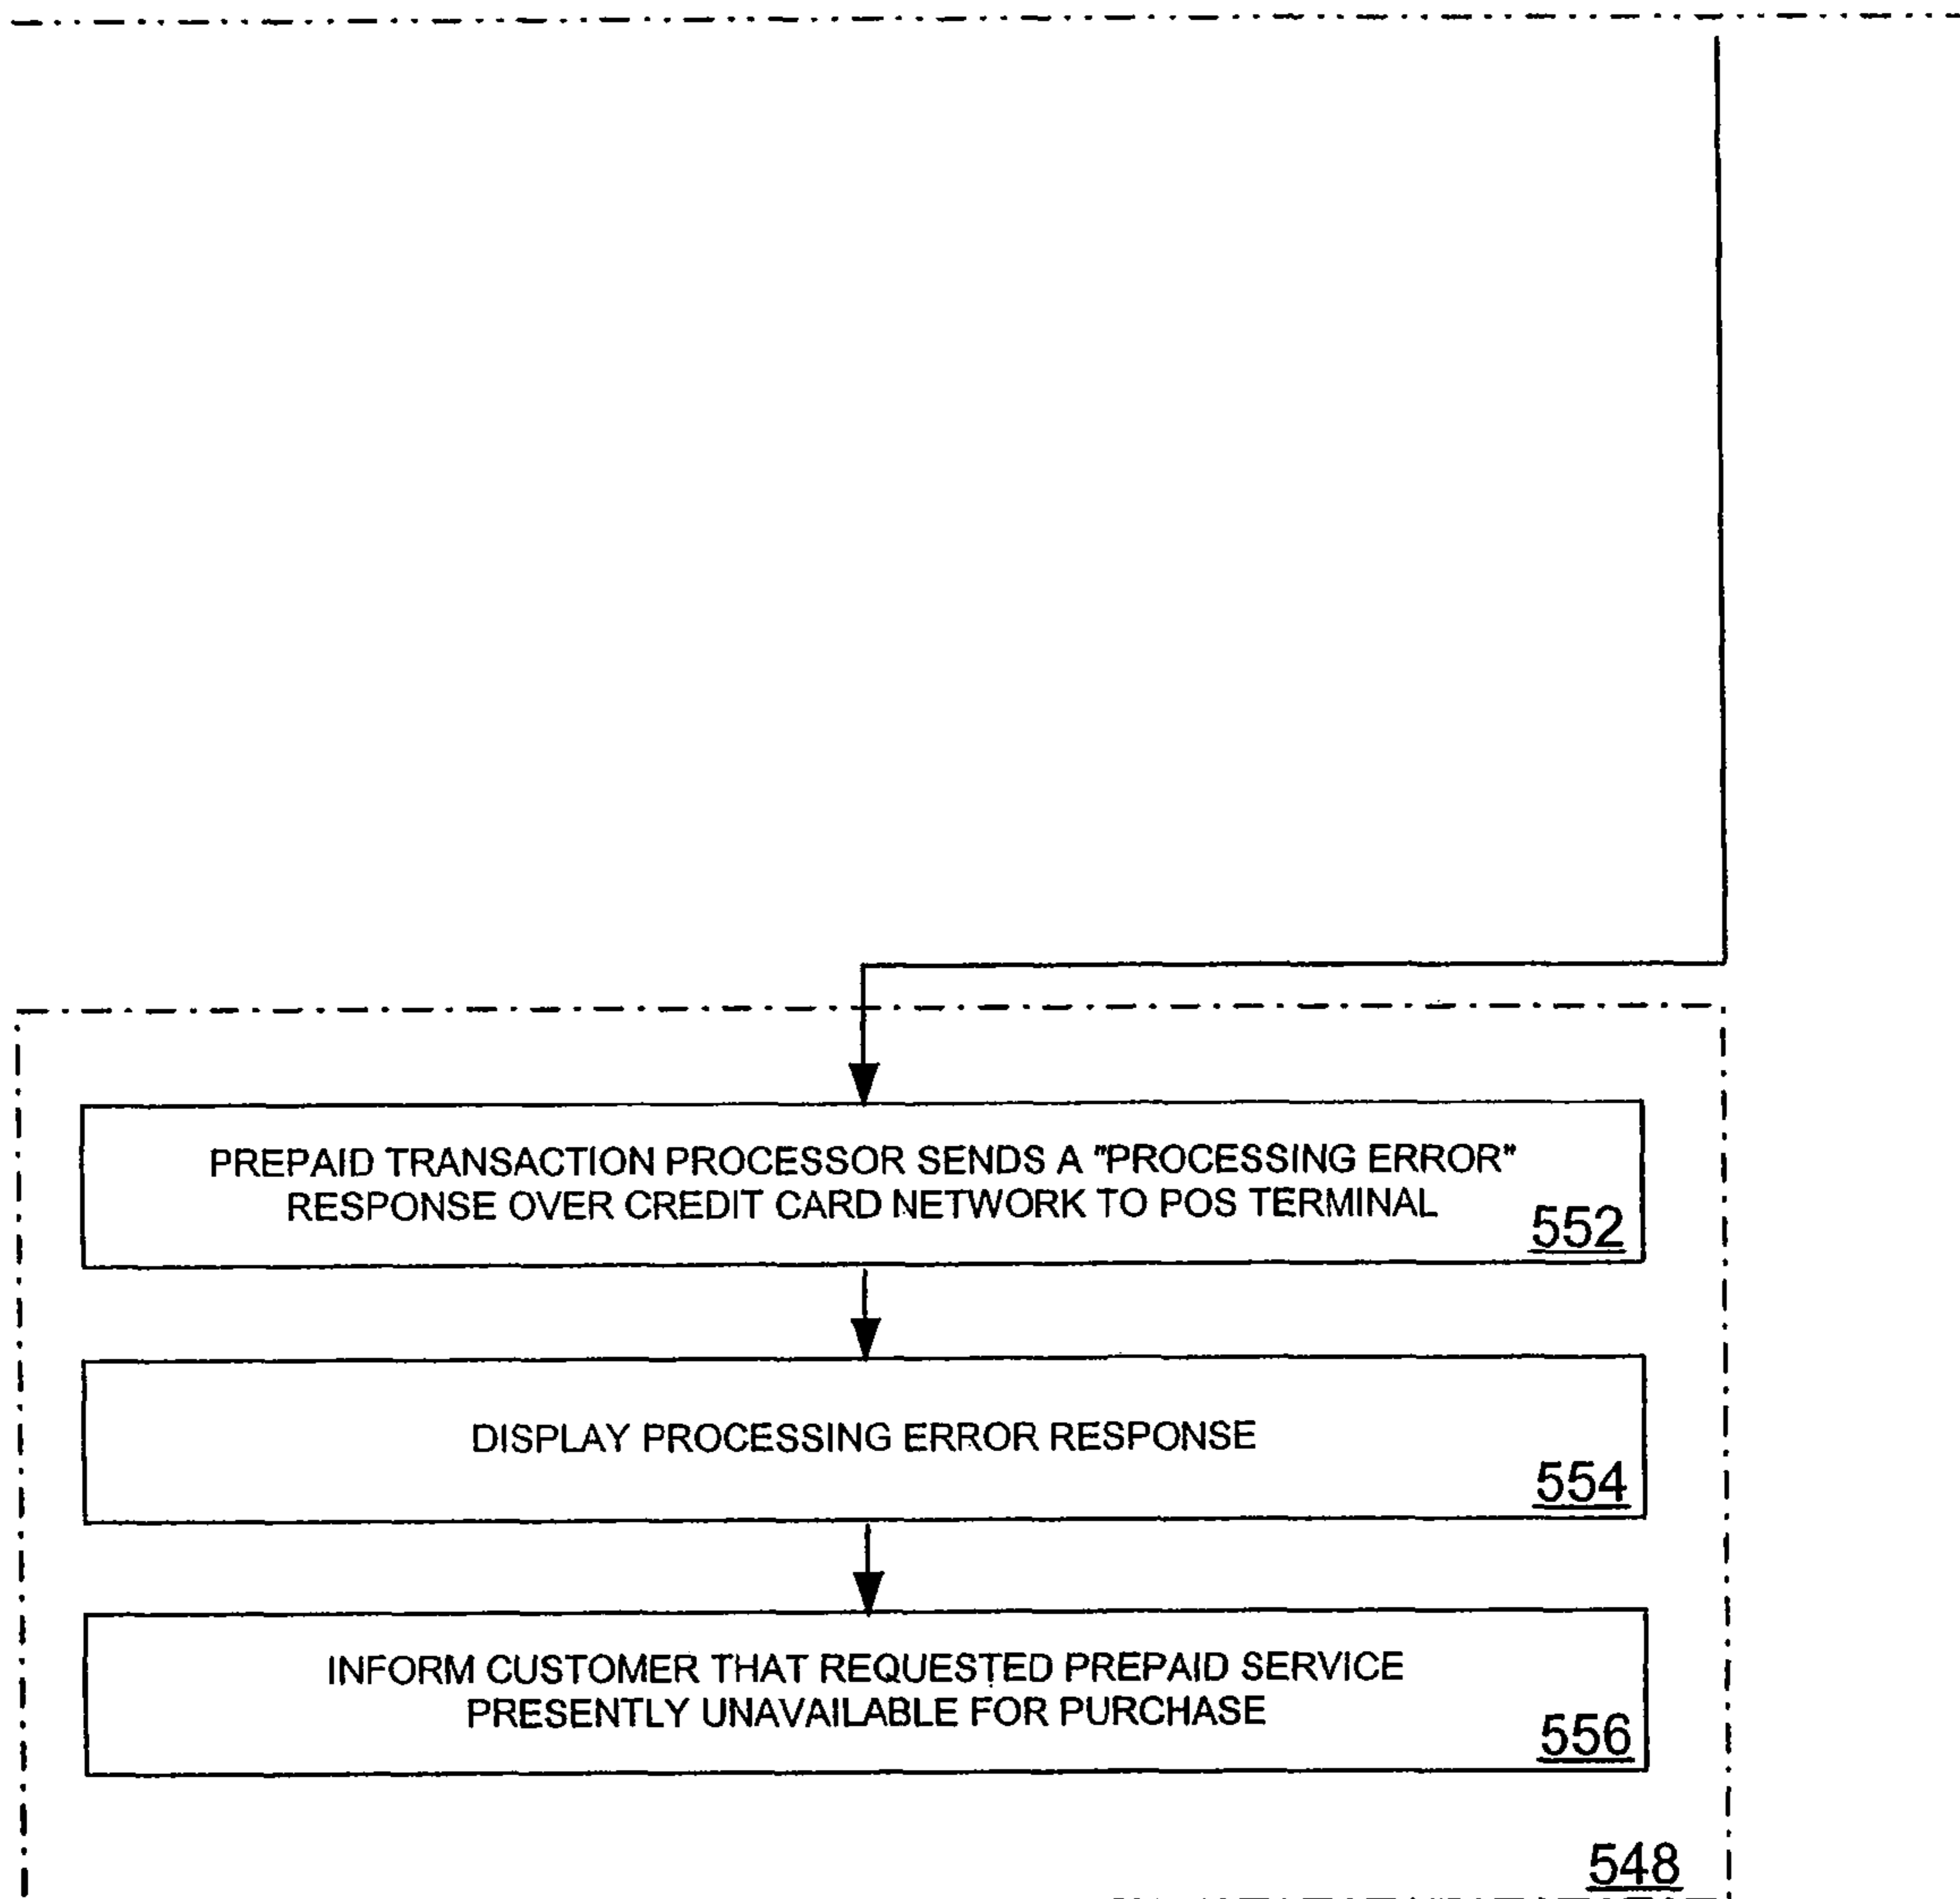 PREPAID TRANSACTION PROCESSOR SENDS A "PROCESSING ERROR"
RESPONSE OVER CREDIT CARD NETWORK TO POS TERMINAL
552
DISPLAY PROCESSING ERROR RESPONSE
554
INFORM CUSTOMER THAT REQUESTED PREPAID SERVICE
PRESENTLY UNAVAILABLE FOR PURCHASE
556
548